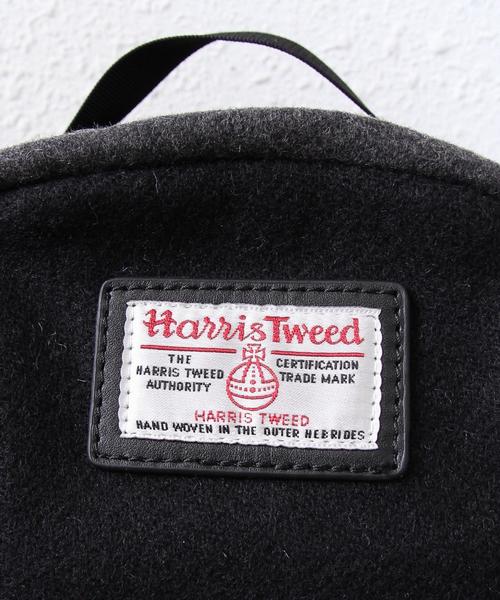 Harris Tweed
THE
HARRIS TWEED
AUTHORITY
CERTIFICATION
TRADE MARK
HARRIS TWEED
HAND WOVEN IN THE OUTER HEBRIDES